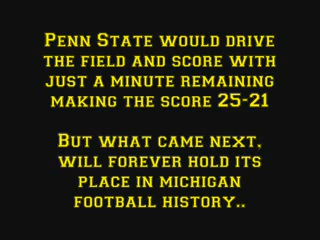 Penn State would drive
the field and score with
just a minute remaining
making the score 25-21
But what came next,
will forever hold its
place in michigan
football history..